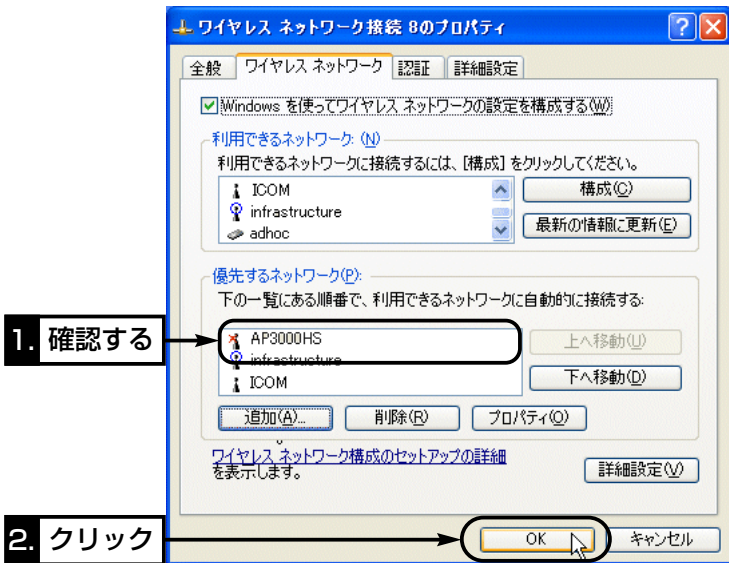 ワイヤレス ネットワーク接続 8のプロパティ
全般 ワイヤレス ネットワーク 認証 詳細設定
Windows を使ってワイヤレス ネットワークの設定を構成する(W)
利用できるネットワーク: (N)
利用できるネットワークに接続するには、[構成] をクリックしてください。
ICOM
infrastructure
adhoc
構成(C)
最新の情報に更新(E)
優先するネットワーク(P):
下の一覧にある順番で、利用できるネットワークに自動的に接続する:
1. 確認する
AP3000HS
infrastructure
ICOM
上へ移動(U)
下へ移動(D)
追加(A)... 削除(R) プロパティ(O)
ワイヤレス ネットワーク構成のセットアップの詳細
を表示します。
詳細設定(V)
2. クリック
OK キャンセル